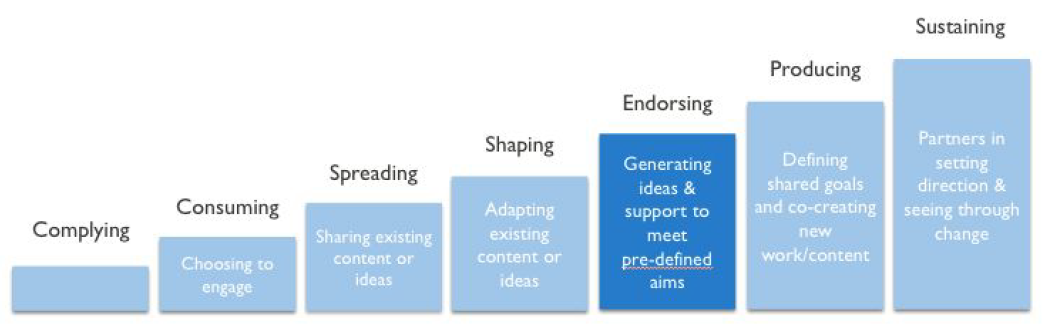 Complying
Consuming
Choosing to
engage
Spreading
Sharing existing
content or
ideas
Shaping
Adapting
existing
content or
ideas
Endorsing
Generating
ideas &
support to
meet
pre-defined
aims
Producing
Defining
shared goals
and co-creating
new
work/content
Sustaining
Partners in
setting
direction &
seeing through
change